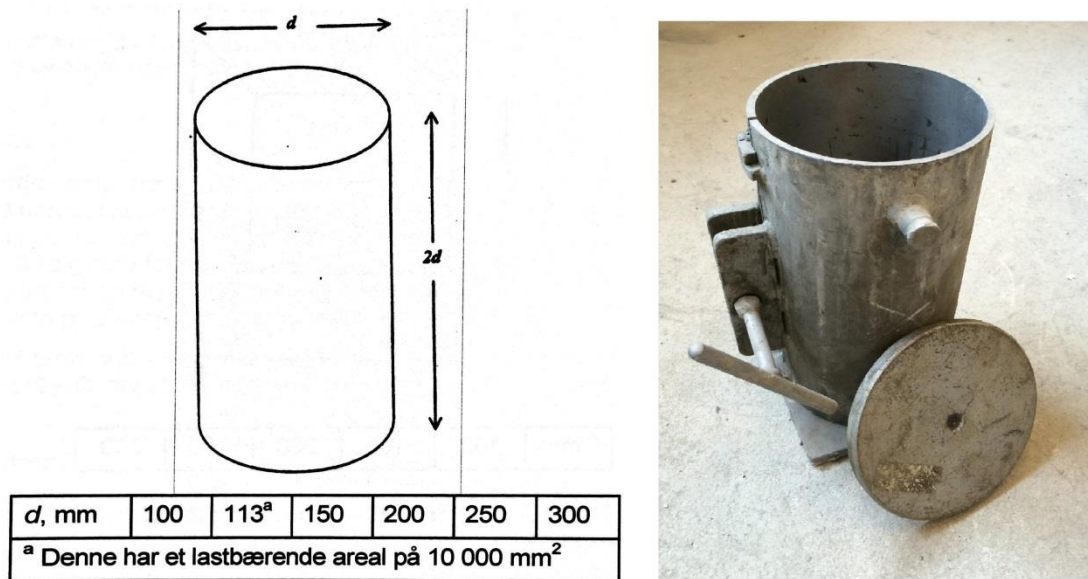 d
2d
d, mm 100 113ᵃ 150 200 250 300
ᵃ Denne har et lastbærende areal på 10 000 mm²